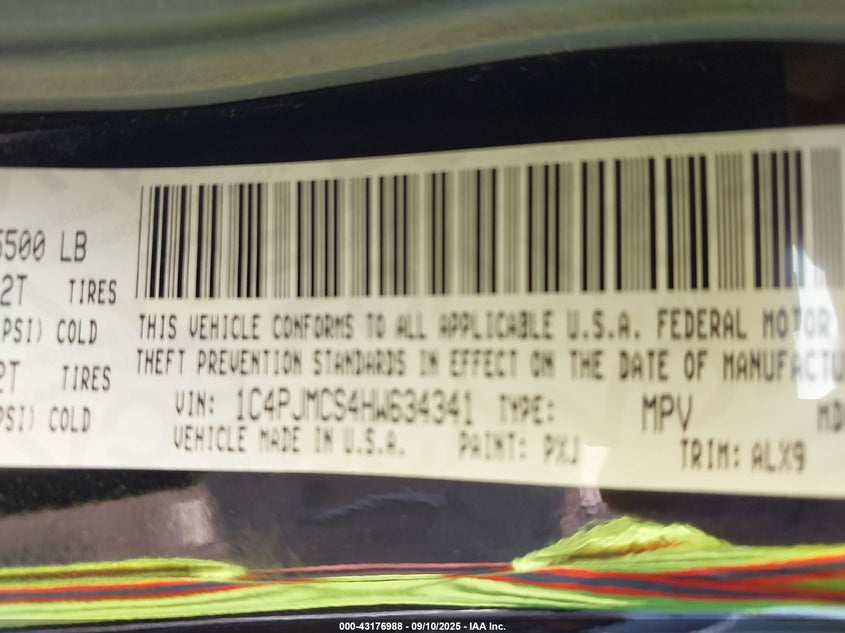 5500 LB
2T TIRES
PSI) COLD
2T TIRES
PSI) COLD
THIS VEHICLE CONFORMS TO ALL APPLICABLE U.S.A. FEDERAL MOTOR
THEFT PREVENTION STANDARDS IN EFFECT ON THE DATE OF MANUFACTU
VIN: 1C4PJMCS4HW634341 TYPE: MPV MD
VEHICLE MADE IN U.S.A. PAINT: PXJ TRIM: ALX9
000-43176988 - 09/10/2025 - IAA Inc.